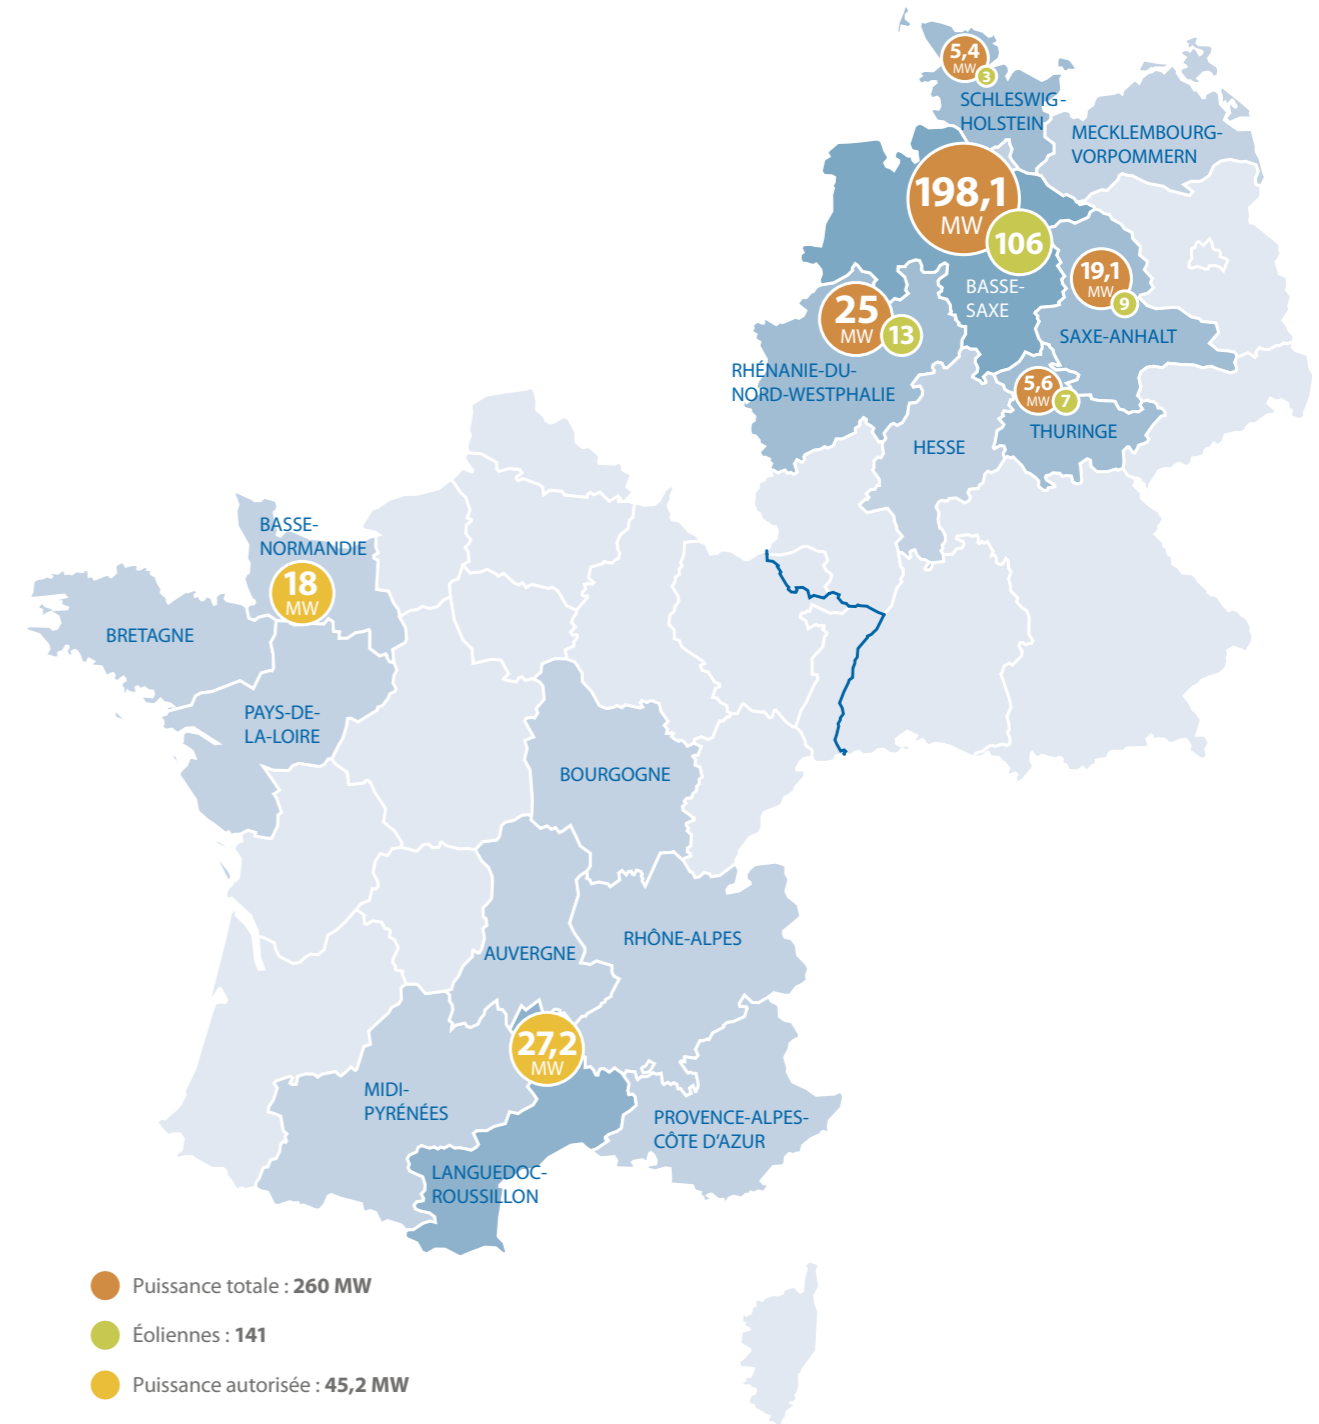 5,4
MW
3
SCHLESWIG-
HOLSTEIN
MECKLEMBOURG-
VORPOMMERN
198,1
MW
106
BASSE-
SAXE
19,1
MW
9
SAXE-ANHALT
25
MW
13
RHÉNANIE-DU-
NORD-WESTPHALIE
5,6
MW
7
THURINGE
HESSE
BASSE-
NORMANDIE
18
MW
BRETAGNE
PAYS-DE-
LA-LOIRE
BOURGOGNE
AUVERGNE
RHÔNE-ALPES
27,2
MW
MIDI-
PYRÉNÉES
PROVENCE-ALPES-
CÔTE D’AZUR
LANGUEDOC-
ROUSSILLON
Puissance totale : 260 MW
Éoliennes : 141
Puissance autorisée : 45,2 MW